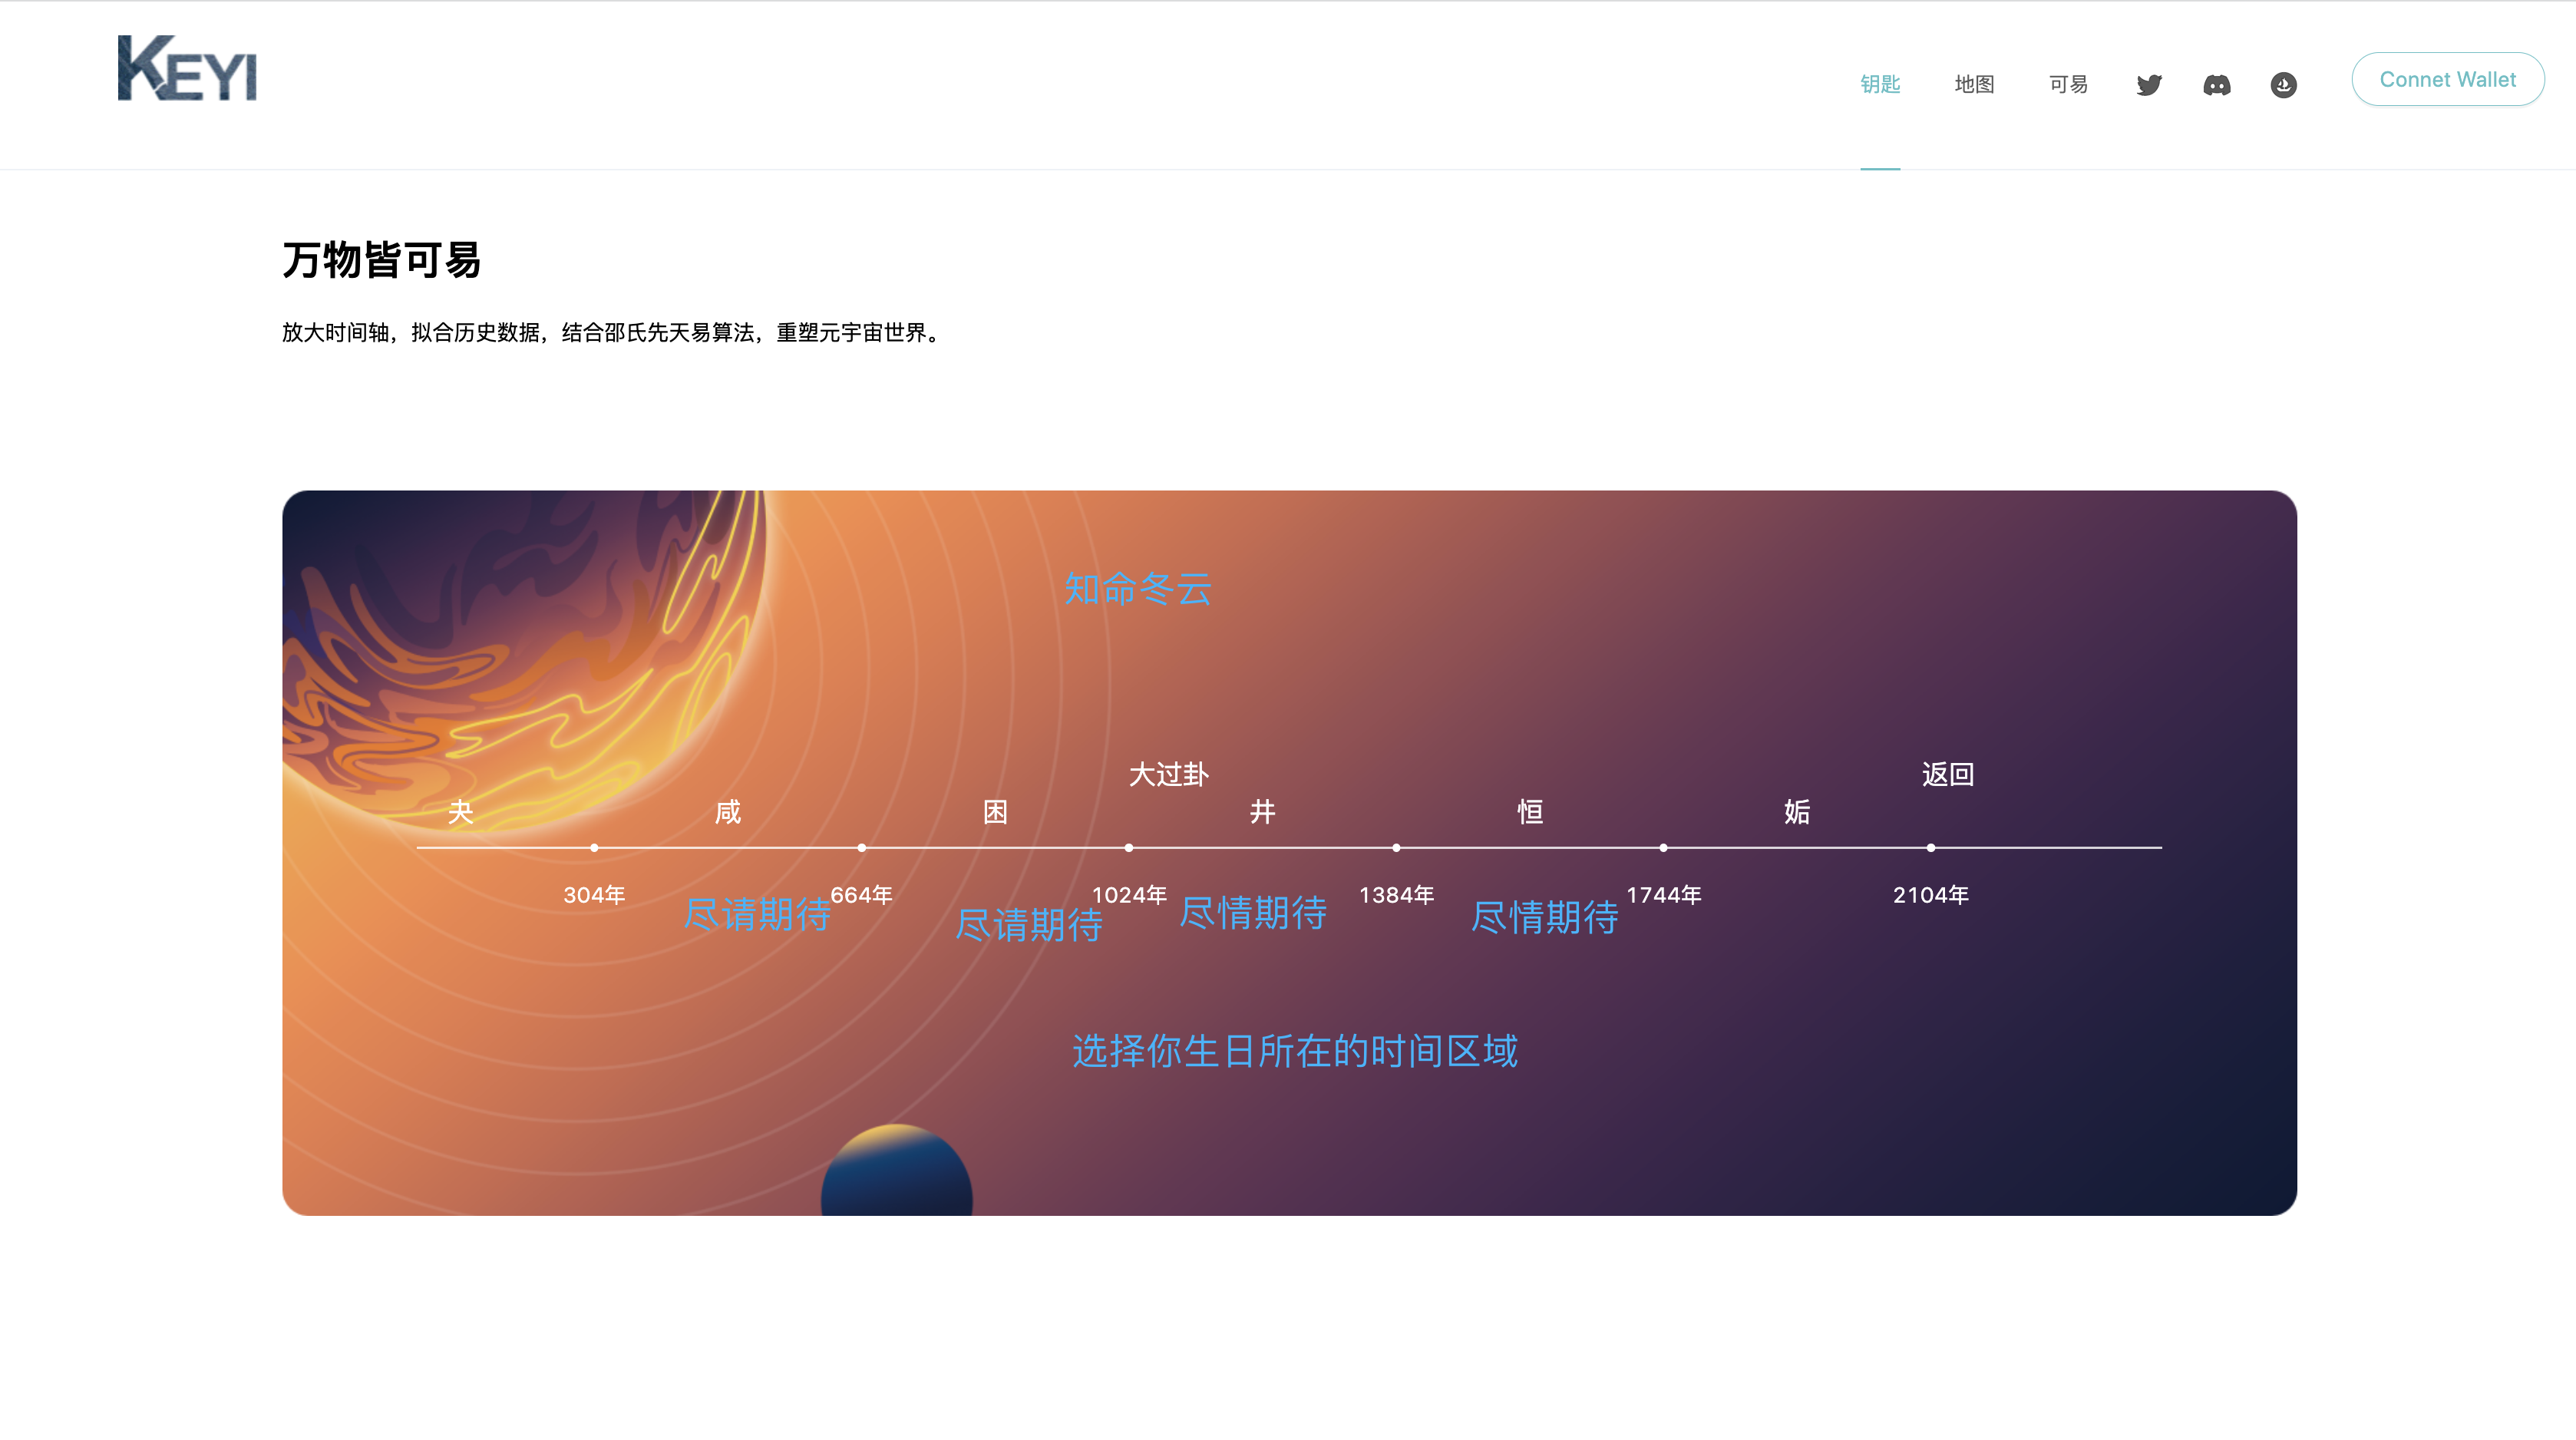 KEYI
钥匙 地图 可易 Connet Wallet
万物皆可易
放大时间轴，拟合历史数据，结合邵氏先天易算法，重塑元宇宙世界。
知命冬云
大过卦 返回
夬 咸 困 井 恒 姤
304年 664年 1024年 1384年 1744年 2104年
尽请期待 尽请期待 尽情期待 尽情期待
选择你生日所在的时间区域